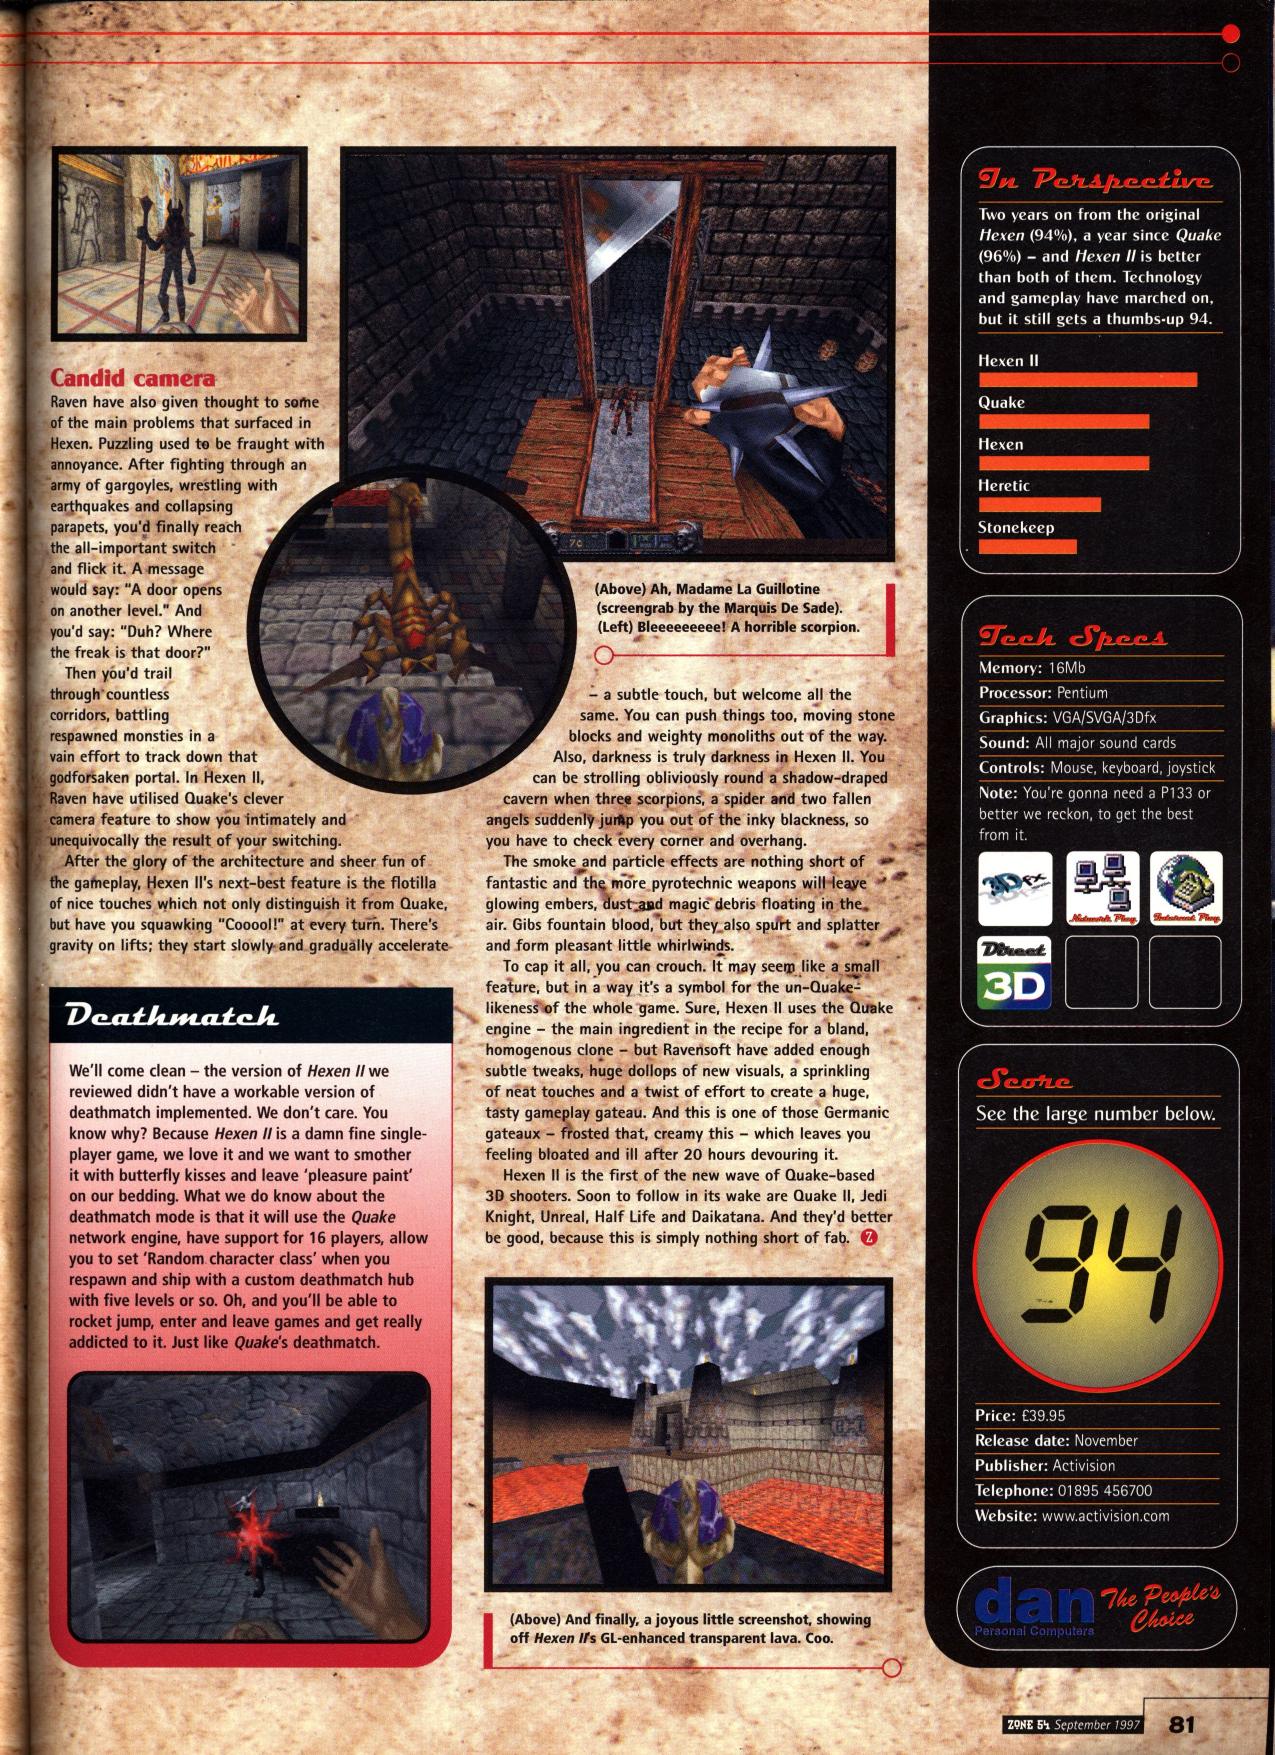 Candid camera
Raven have also given thought to some
of the main problems that surfaced in
Hexen. Puzzling used to be fraught with
annoyance. After fighting through an
army of gargoyles, wrestling with
earthquakes and collapsing
parapets, you'd finally reach
the all-important switch
and flick it. A message
would say: "A door opens
on another level." And
you'd say: "Duh? Where
the freak is that door?"
Then you'd trail
through countless
corridors, battling
respawned monsties in a
vain effort to track down that
godforsaken portal. In Hexen II,
Raven have utilised Quake's clever
camera feature to show you intimately and
unequivocally the result of your switching.
After the glory of the architecture and sheer fun of
the gameplay, Hexen II's next-best feature is the flotilla
of nice touches which not only distinguish it from Quake,
but have you squawking "Cooool!" at every turn. There's
gravity on lifts; they start slowly and gradually accelerate
(Above) Ah, Madame La Guillotine
(screengrab by the Marquis De Sade).
(Left) Bleeeeeeeee! A horrible scorpion.
– a subtle touch, but welcome all the
same. You can push things too, moving stone
blocks and weighty monoliths out of the way.
Also, darkness is truly darkness in Hexen II. You
can be strolling obliviously round a shadow-draped
cavern when three scorpions, a spider and two fallen
angels suddenly jump you out of the inky blackness, so
you have to check every corner and overhang.
The smoke and particle effects are nothing short of
fantastic and the more pyrotechnic weapons will leave
glowing embers, dust and magic debris floating in the
air. Gibs fountain blood, but they also spurt and splatter
and form pleasant little whirlwinds.
To cap it all, you can crouch. It may seem like a small
feature, but in a way it's a symbol for the un-Quake-
likeness of the whole game. Sure, Hexen II uses the Quake
engine – the main ingredient in the recipe for a bland,
homogenous clone – but Ravensoft have added enough
subtle tweaks, huge dollops of new visuals, a sprinkling
of neat touches and a twist of effort to create a huge,
tasty gameplay gateau. And this is one of those Germanic
gateaux – frosted that, creamy this – which leaves you
feeling bloated and ill after 20 hours devouring it.
Hexen II is the first of the new wave of Quake-based
3D shooters. Soon to follow in its wake are Quake II, Jedi
Knight, Unreal, Half Life and Daikatana. And they'd better
be good, because this is simply nothing short of fab. Z
Deathmatch
We'll come clean – the version of Hexen II we
reviewed didn't have a workable version of
deathmatch implemented. We don't care. You
know why? Because Hexen II is a damn fine single-
player game, we love it and we want to smother
it with butterfly kisses and leave 'pleasure paint'
on our bedding. What we do know about the
deathmatch mode is that it will use the Quake
network engine, have support for 16 players, allow
you to set 'Random character class' when you
respawn and ship with a custom deathmatch hub
with five levels or so. Oh, and you'll be able to
rocket jump, enter and leave games and get really
addicted to it. Just like Quake's deathmatch.
(Above) And finally, a joyous little screenshot, showing
off Hexen II's GL-enhanced transparent lava. Coo.
In Perspective
Two years on from the original
Hexen (94%), a year since Quake
(96%) – and Hexen II is better
than both of them. Technology
and gameplay have marched on,
but it still gets a thumbs-up 94.
Hexen II
Quake
Hexen
Heretic
Stonekeep
Tech Specs
Memory: 16Mb
Processor: Pentium
Graphics: VGA/SVGA/3Dfx
Sound: All major sound cards
Controls: Mouse, keyboard, joystick
Note: You're gonna need a P133 or
better we reckon, to get the best
from it.
3Dfx
Network Play
Internet Play
Direct
3D
Score
See the large number below.
94
Price: £39.95
Release date: November
Publisher: Activision
Telephone: 01895 456700
Website: www.activision.com
dan The People's
Personal Computers Choice
ZONE 54 September 1997 81